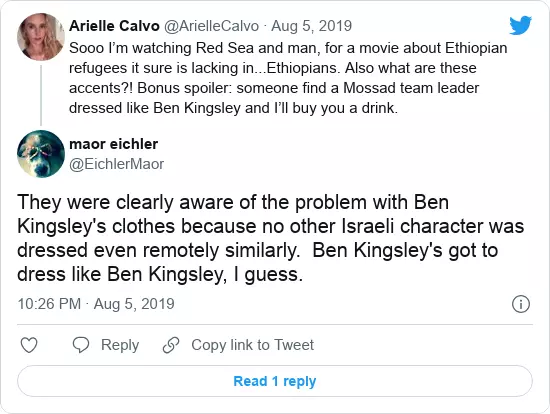 Arielle Calvo @ArielleCalvo · Aug 5, 2019
Sooo I'm watching Red Sea and man, for a movie about Ethiopian
refugees it sure is lacking in...Ethiopians. Also what are these
accents?! Bonus spoiler: someone find a Mossad team leader
dressed like Ben Kingsley and I'll buy you a drink.
maor eichler
@EichlerMaor
They were clearly aware of the problem with Ben
Kingsley's clothes because no other Israeli character was
dressed even remotely similarly.  Ben Kingsley's got to
dress like Ben Kingsley, I guess.
10:26 PM · Aug 5, 2019
Reply
Copy link to Tweet
Read 1 reply